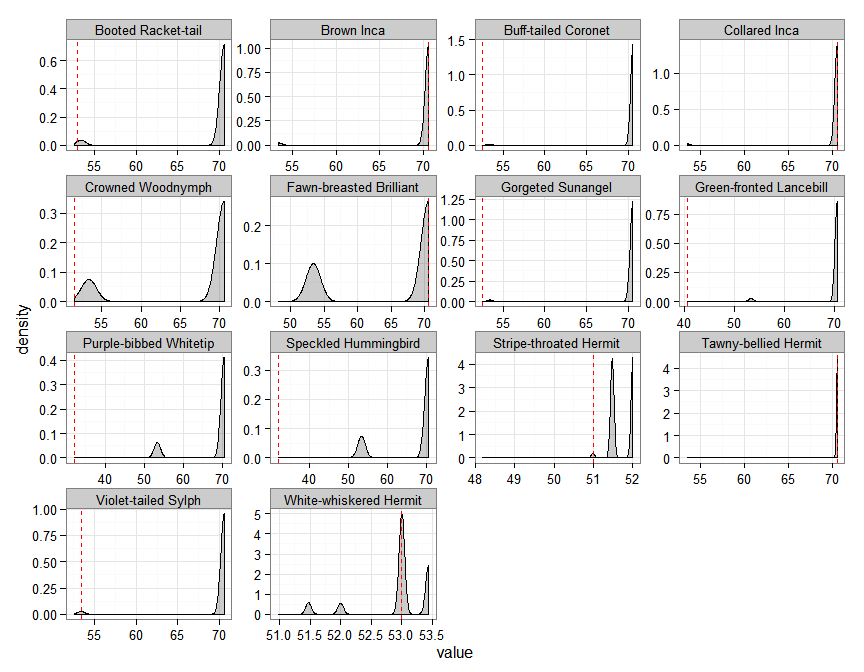 Booted Racket-tail Brown Inca Buff-tailed Coronet Collared Inca
0.0 0.2 0.4 0.6
55 60 65 70
0.00 0.25 0.50 0.75 1.00
55 60 65 70
0.0 0.5 1.0 1.5
55 60 65 70
0.0 0.5 1.0
55 60 65 70
Crowned Woodnymph Fawn-breasted Brilliant Gorgeted Sunangel Green-fronted Lancebill
0.0 0.1 0.2 0.3
55 60 65 70
0.0 0.1 0.2
50 55 60 65 70
0.00 0.25 0.50 0.75 1.00 1.25
55 60 65 70
0.00 0.25 0.50 0.75
40 50 60 70
density
Purple-bibbed Whitetip Speckled Hummingbird Stripe-throated Hermit Tawny-bellied Hermit
0.0 0.1 0.2 0.3 0.4
40 50 60 70
0.0 0.1 0.2 0.3
40 50 60 70
0 1 2 3 4
48 49 50 51 52
0 1 2 3 4
55 60 65 70
Violet-tailed Sylph White-whiskered Hermit
0.00 0.25 0.50 0.75 1.00
55 60 65 70
0 1 2 3 4 5
51.0 51.5 52.0 52.5 53.0 53.5
value